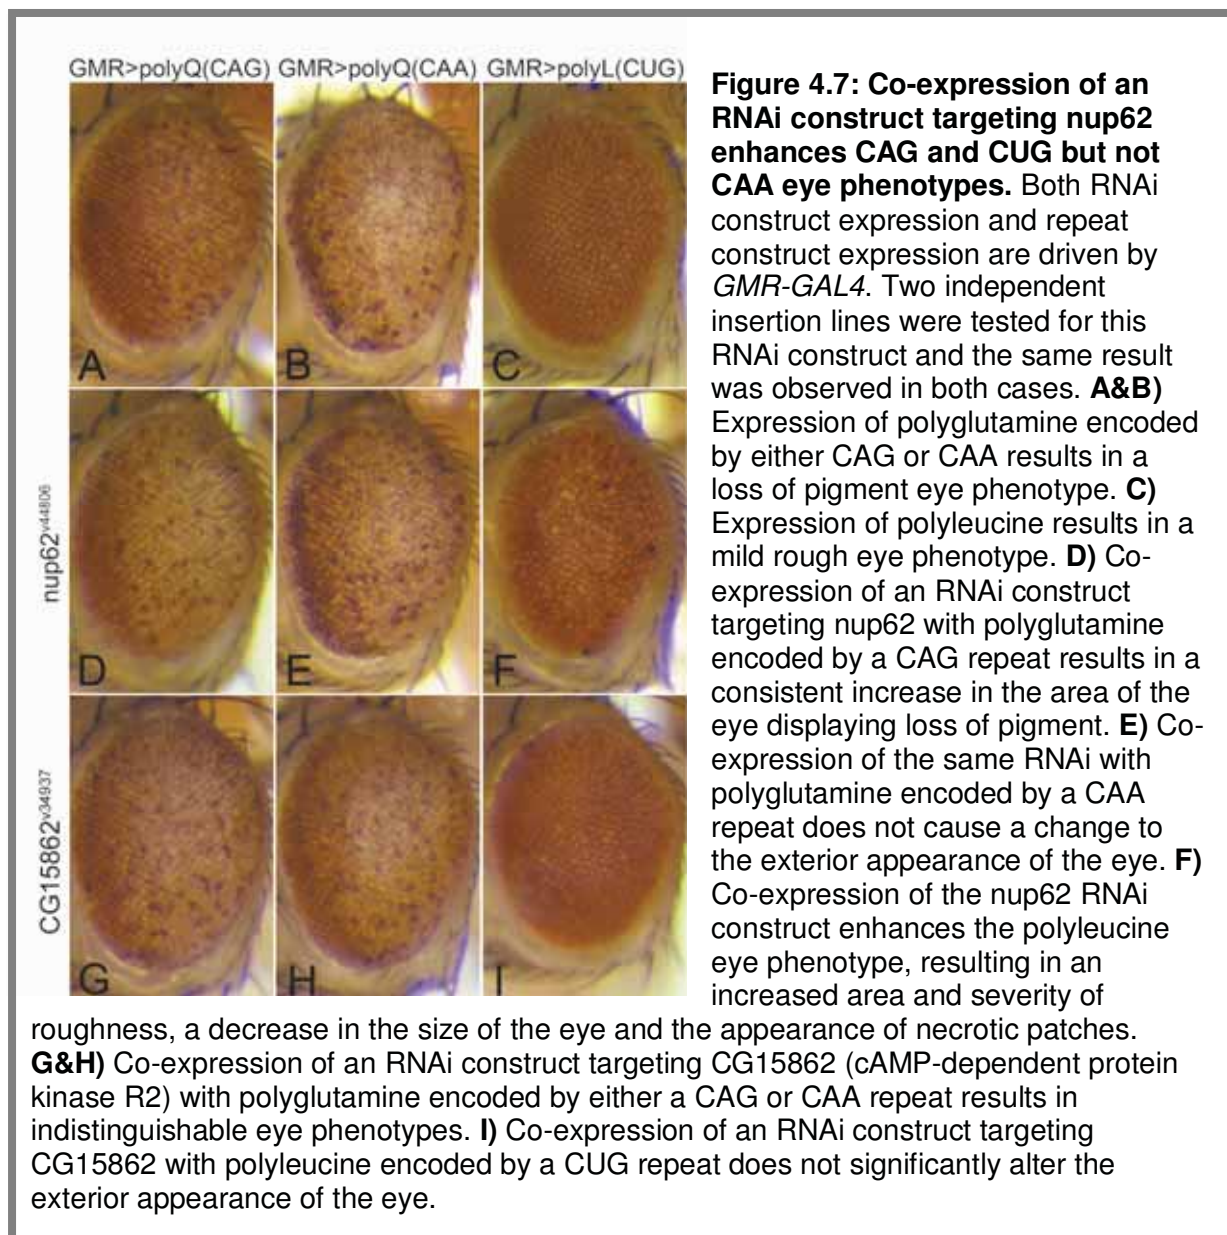 GMR>polyQ(CAG) GMR>polyQ(CAA) GMR>polyL(CUG)
A
B
C
nup62v44806
D
E
F
CG15862v34937
G
H
I
Figure 4.7: Co-expression of an
RNAi construct targeting nup62
enhances CAG and CUG but not
CAA eye phenotypes. Both RNAi
construct expression and repeat
construct expression are driven by
GMR-GAL4. Two independent
insertion lines were tested for this
RNAi construct and the same result
was observed in both cases. A&B)
Expression of polyglutamine encoded
by either CAG or CAA results in a
loss of pigment eye phenotype. C)
Expression of polyleucine results in a
mild rough eye phenotype. D) Co-
expression of an RNAi construct
targeting nup62 with polyglutamine
encoded by a CAG repeat results in a
consistent increase in the area of the
eye displaying loss of pigment. E) Co-
expression of the same RNAi with
polyglutamine encoded by a CAA
repeat does not cause a change to
the exterior appearance of the eye. F)
Co-expression of the nup62 RNAi
construct enhances the polyleucine
eye phenotype, resulting in an
increased area and severity of
roughness, a decrease in the size of the eye and the appearance of necrotic patches.
G&H) Co-expression of an RNAi construct targeting CG15862 (cAMP-dependent protein
kinase R2) with polyglutamine encoded by either a CAG or CAA repeat results in
indistinguishable eye phenotypes. I) Co-expression of an RNAi construct targeting
CG15862 with polyleucine encoded by a CUG repeat does not significantly alter the
exterior appearance of the eye.